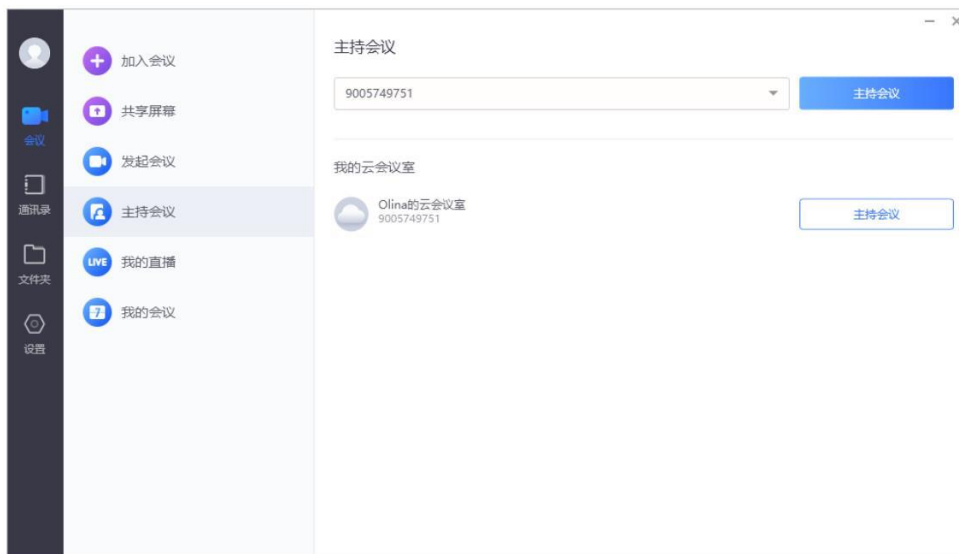 会议
通讯录
文件夹
设置
加入会议
共享屏幕
发起会议
主持会议
LIVE
我的直播
7
我的会议
主持会议
9005749751
主持会议
我的云会议室
Olina的云会议室
9005749751
主持会议